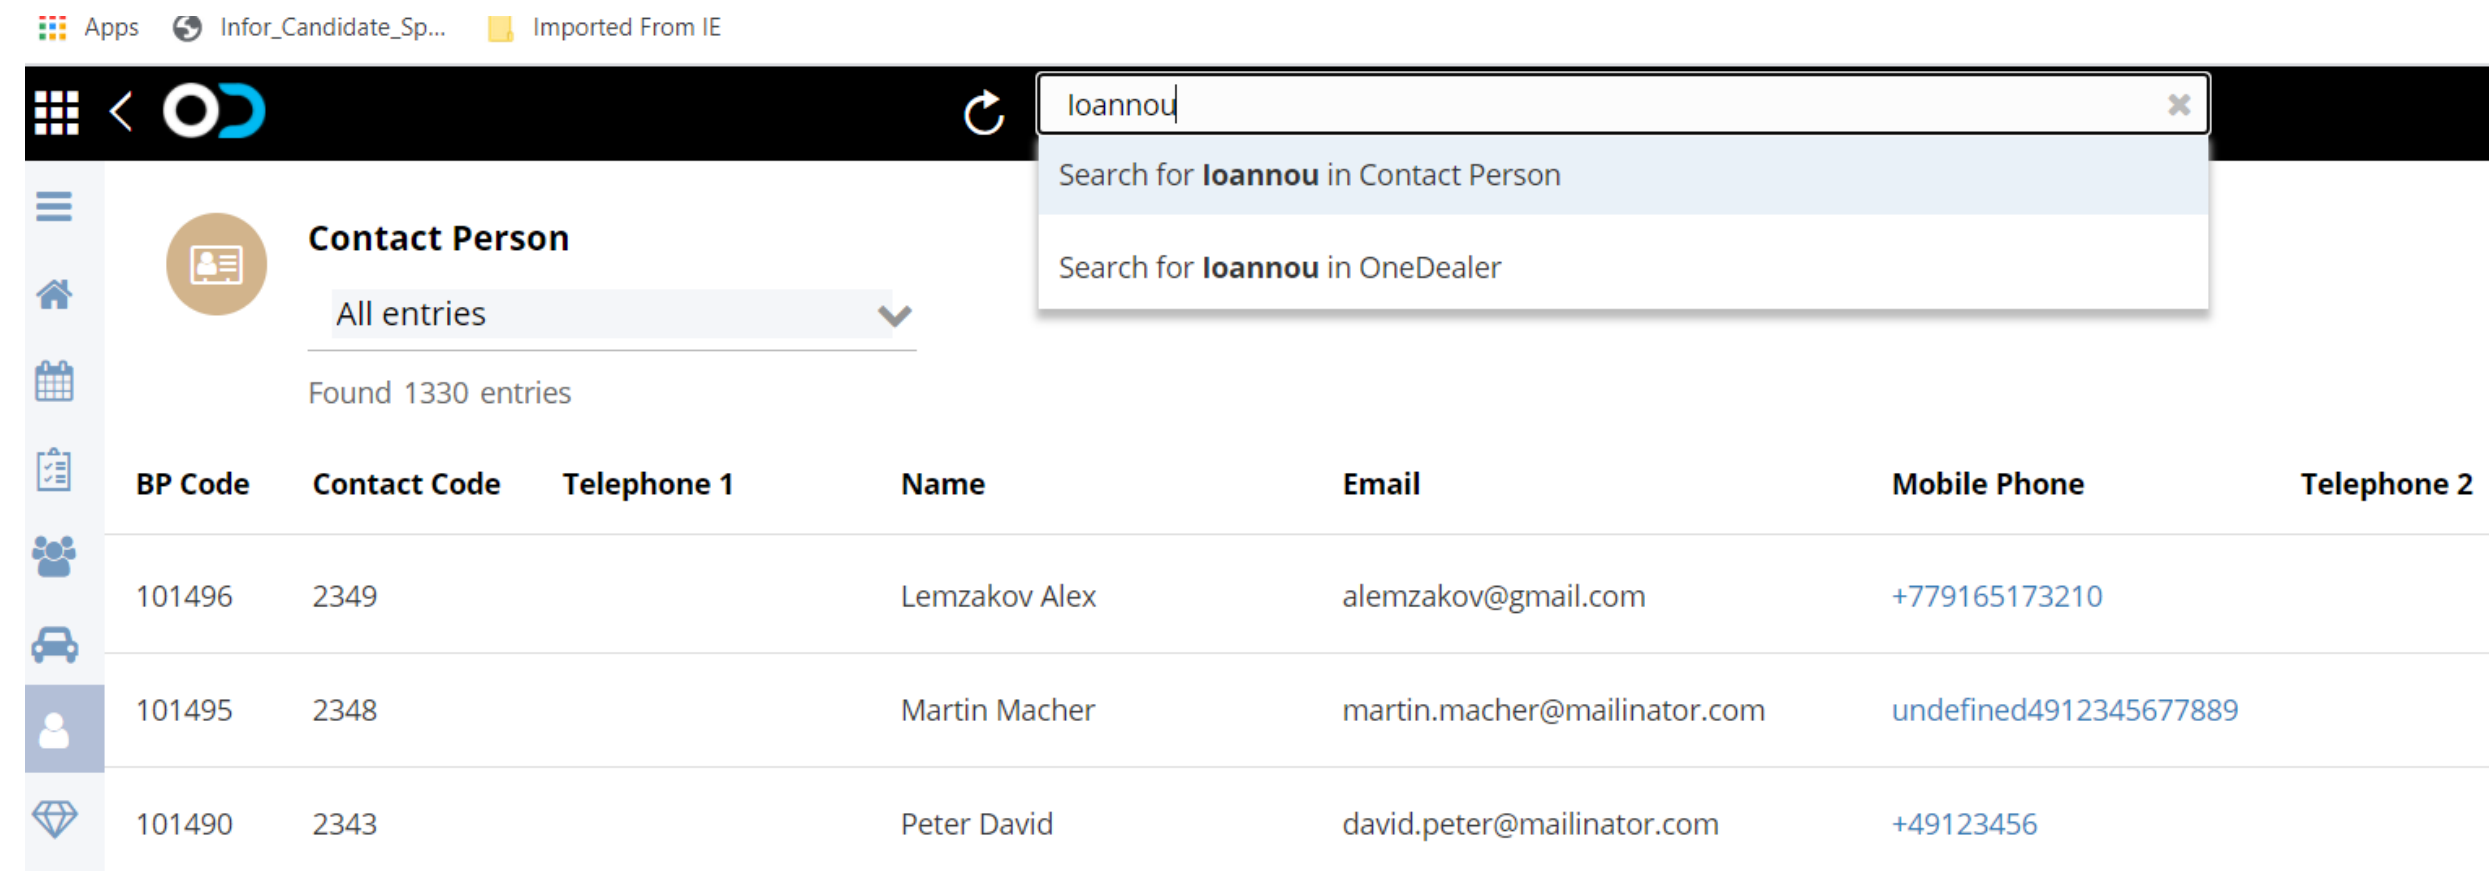 Apps Infor_Candidate_Sp... Imported From IE
Ioannou
Search for Ioannou in Contact Person
Search for Ioannou in OneDealer
Contact Person
All entries
Found 1330 entries
BP Code Contact Code Telephone 1 Name Email Mobile Phone Telephone 2
101496 2349 Lemzakov Alex alemzakov@gmail.com +779165173210
101495 2348 Martin Macher martin.macher@mailinator.com undefined4912345677889
101490 2343 Peter David david.peter@mailinator.com +49123456